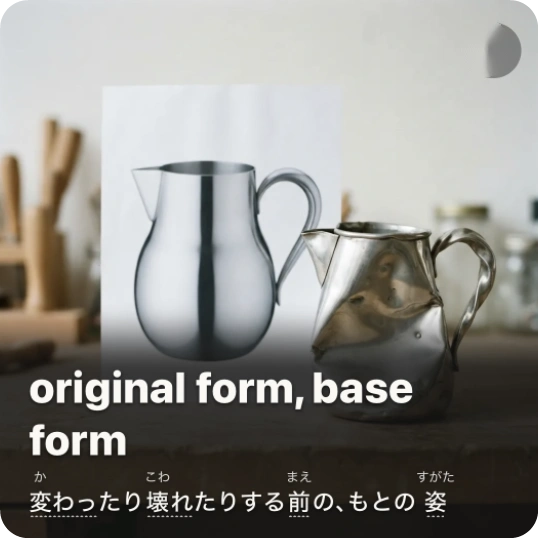 original form, base
form
か こわ まえ すがた
変わったり壊れたりする前の、もとの姿